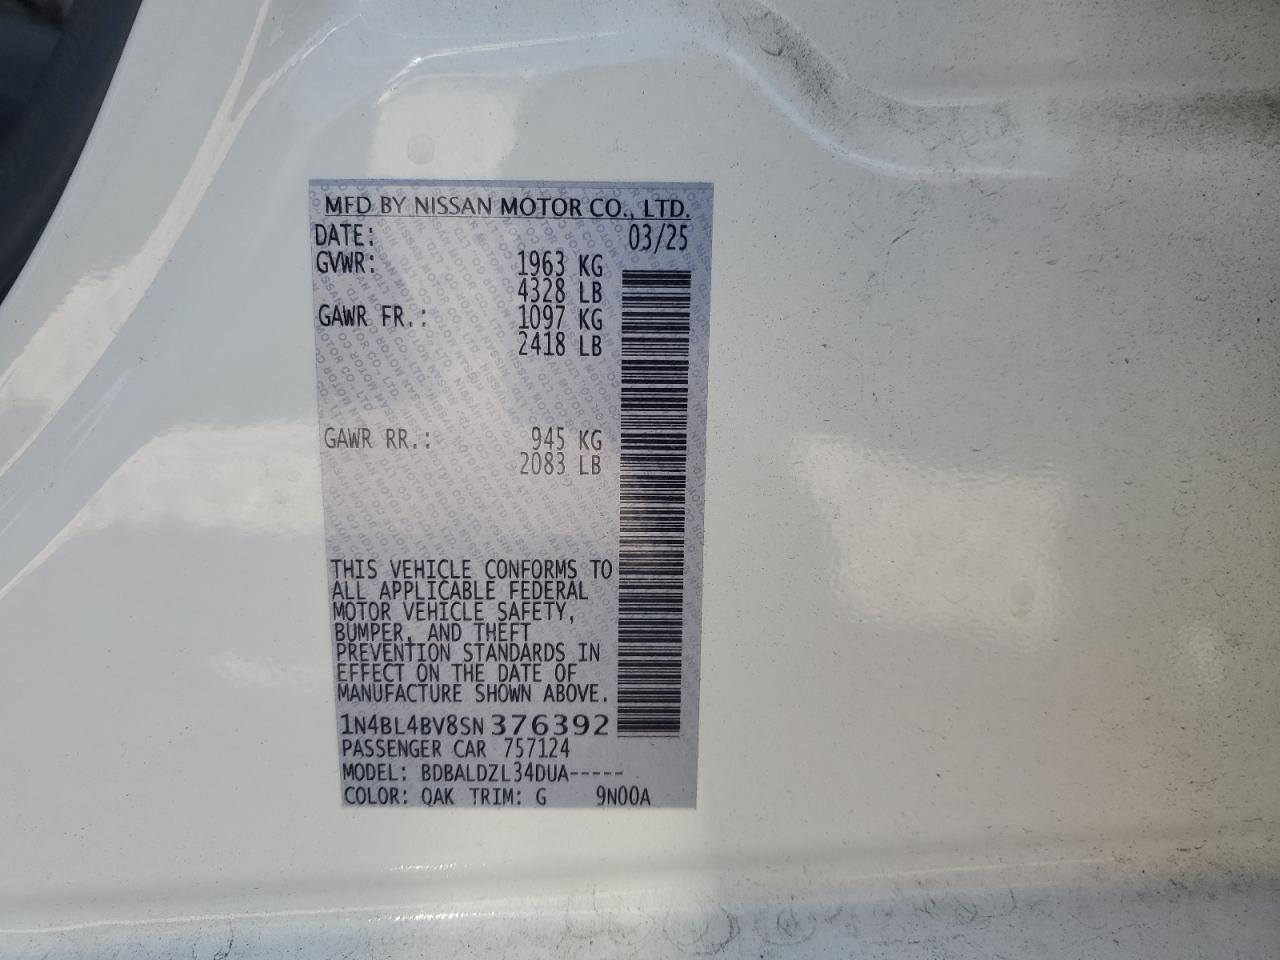 MFD BY NISSAN MOTOR CO., LTD.
DATE: 03/25
GVWR: 1963 KG
4328 LB
GAWR FR.: 1097 KG
2418 LB
GAWR RR.: 945 KG
2083 LB
THIS VEHICLE CONFORMS TO
ALL APPLICABLE FEDERAL
MOTOR VEHICLE SAFETY,
BUMPER, AND THEFT
PREVENTION STANDARDS IN
EFFECT ON THE DATE OF
MANUFACTURE SHOWN ABOVE.
1N4BL4BV8SN376392
PASSENGER CAR 757124
MODEL: BDBALDZL34DUA-----
COLOR: QAK TRIM: G 9N00A